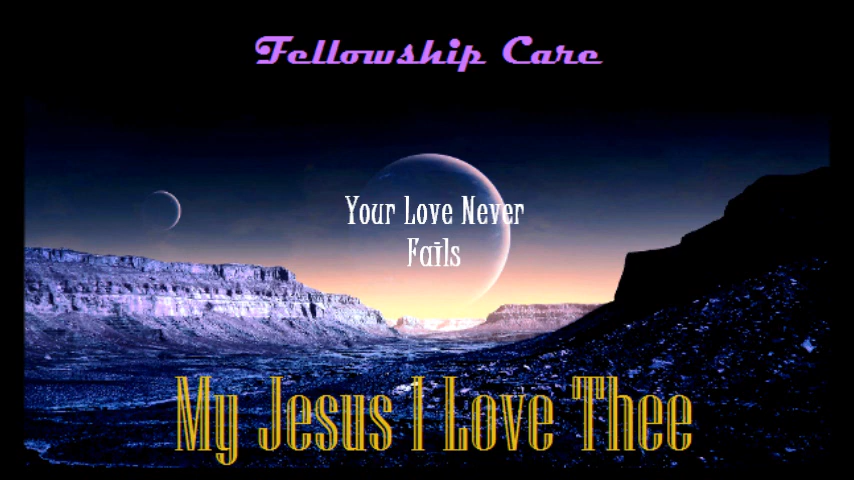 Fellowship Care
Your Love Never
Fails
My Jesus I Love Thee